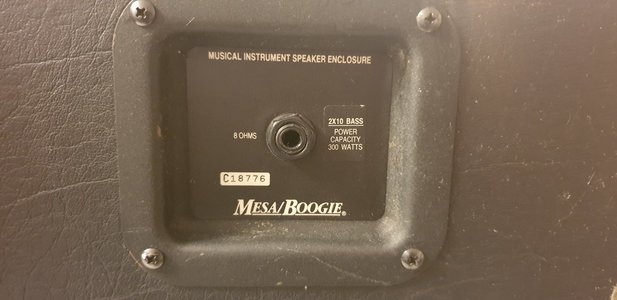 MUSICAL INSTRUMENT SPEAKER ENCLOSURE
8 OHMS
2X10 BASS
POWER
CAPACITY
300 WATTS
C18776
MESA/BOOGIE®